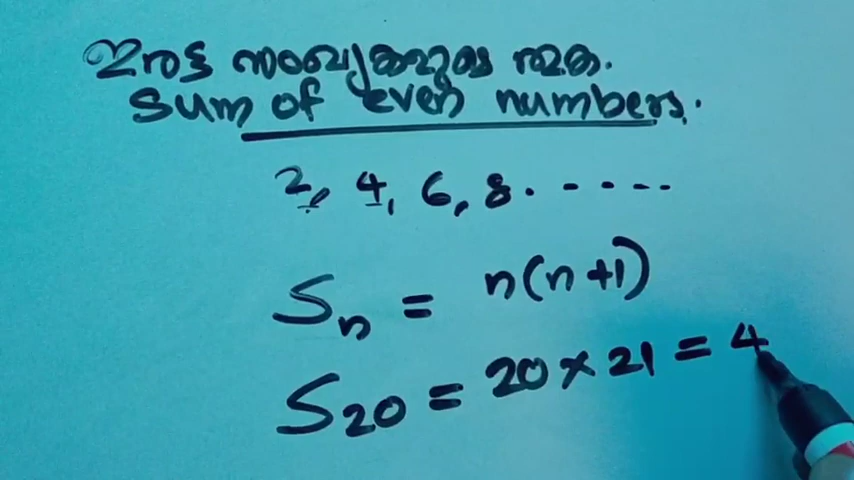 ഇരട്ട സംഖ്യകളുടെ തുക.
Sum of even numbers.
2, 4, 6, 8. - - - --
Sn = n(n+1)
S20 = 20 × 21 = 4